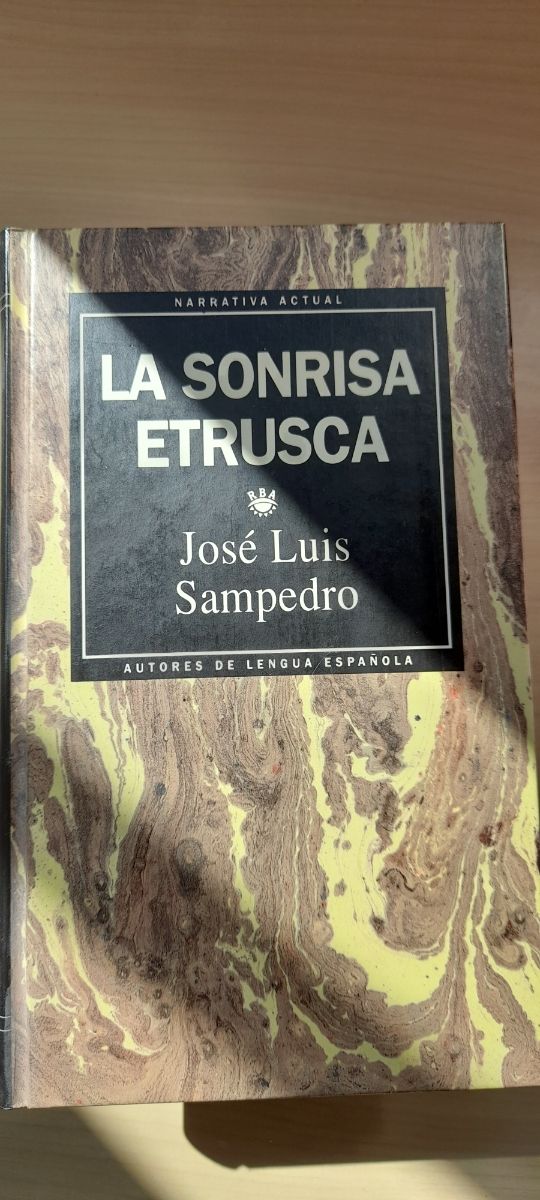 NARRATIVA ACTUAL
LA SONRISA
ETRUSCA
RBA
José Luis
Sampedro
AUTORES DE LENGUA ESPAÑOLA